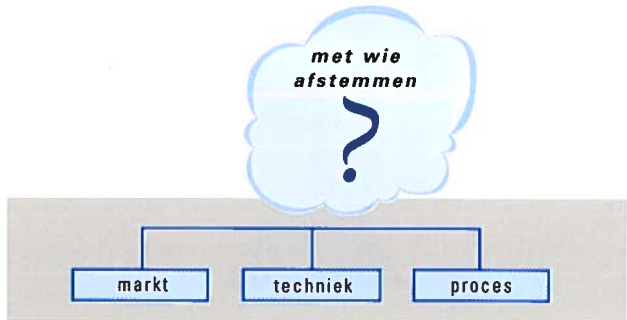 met wie
afstemmen
?
markt techniek proces